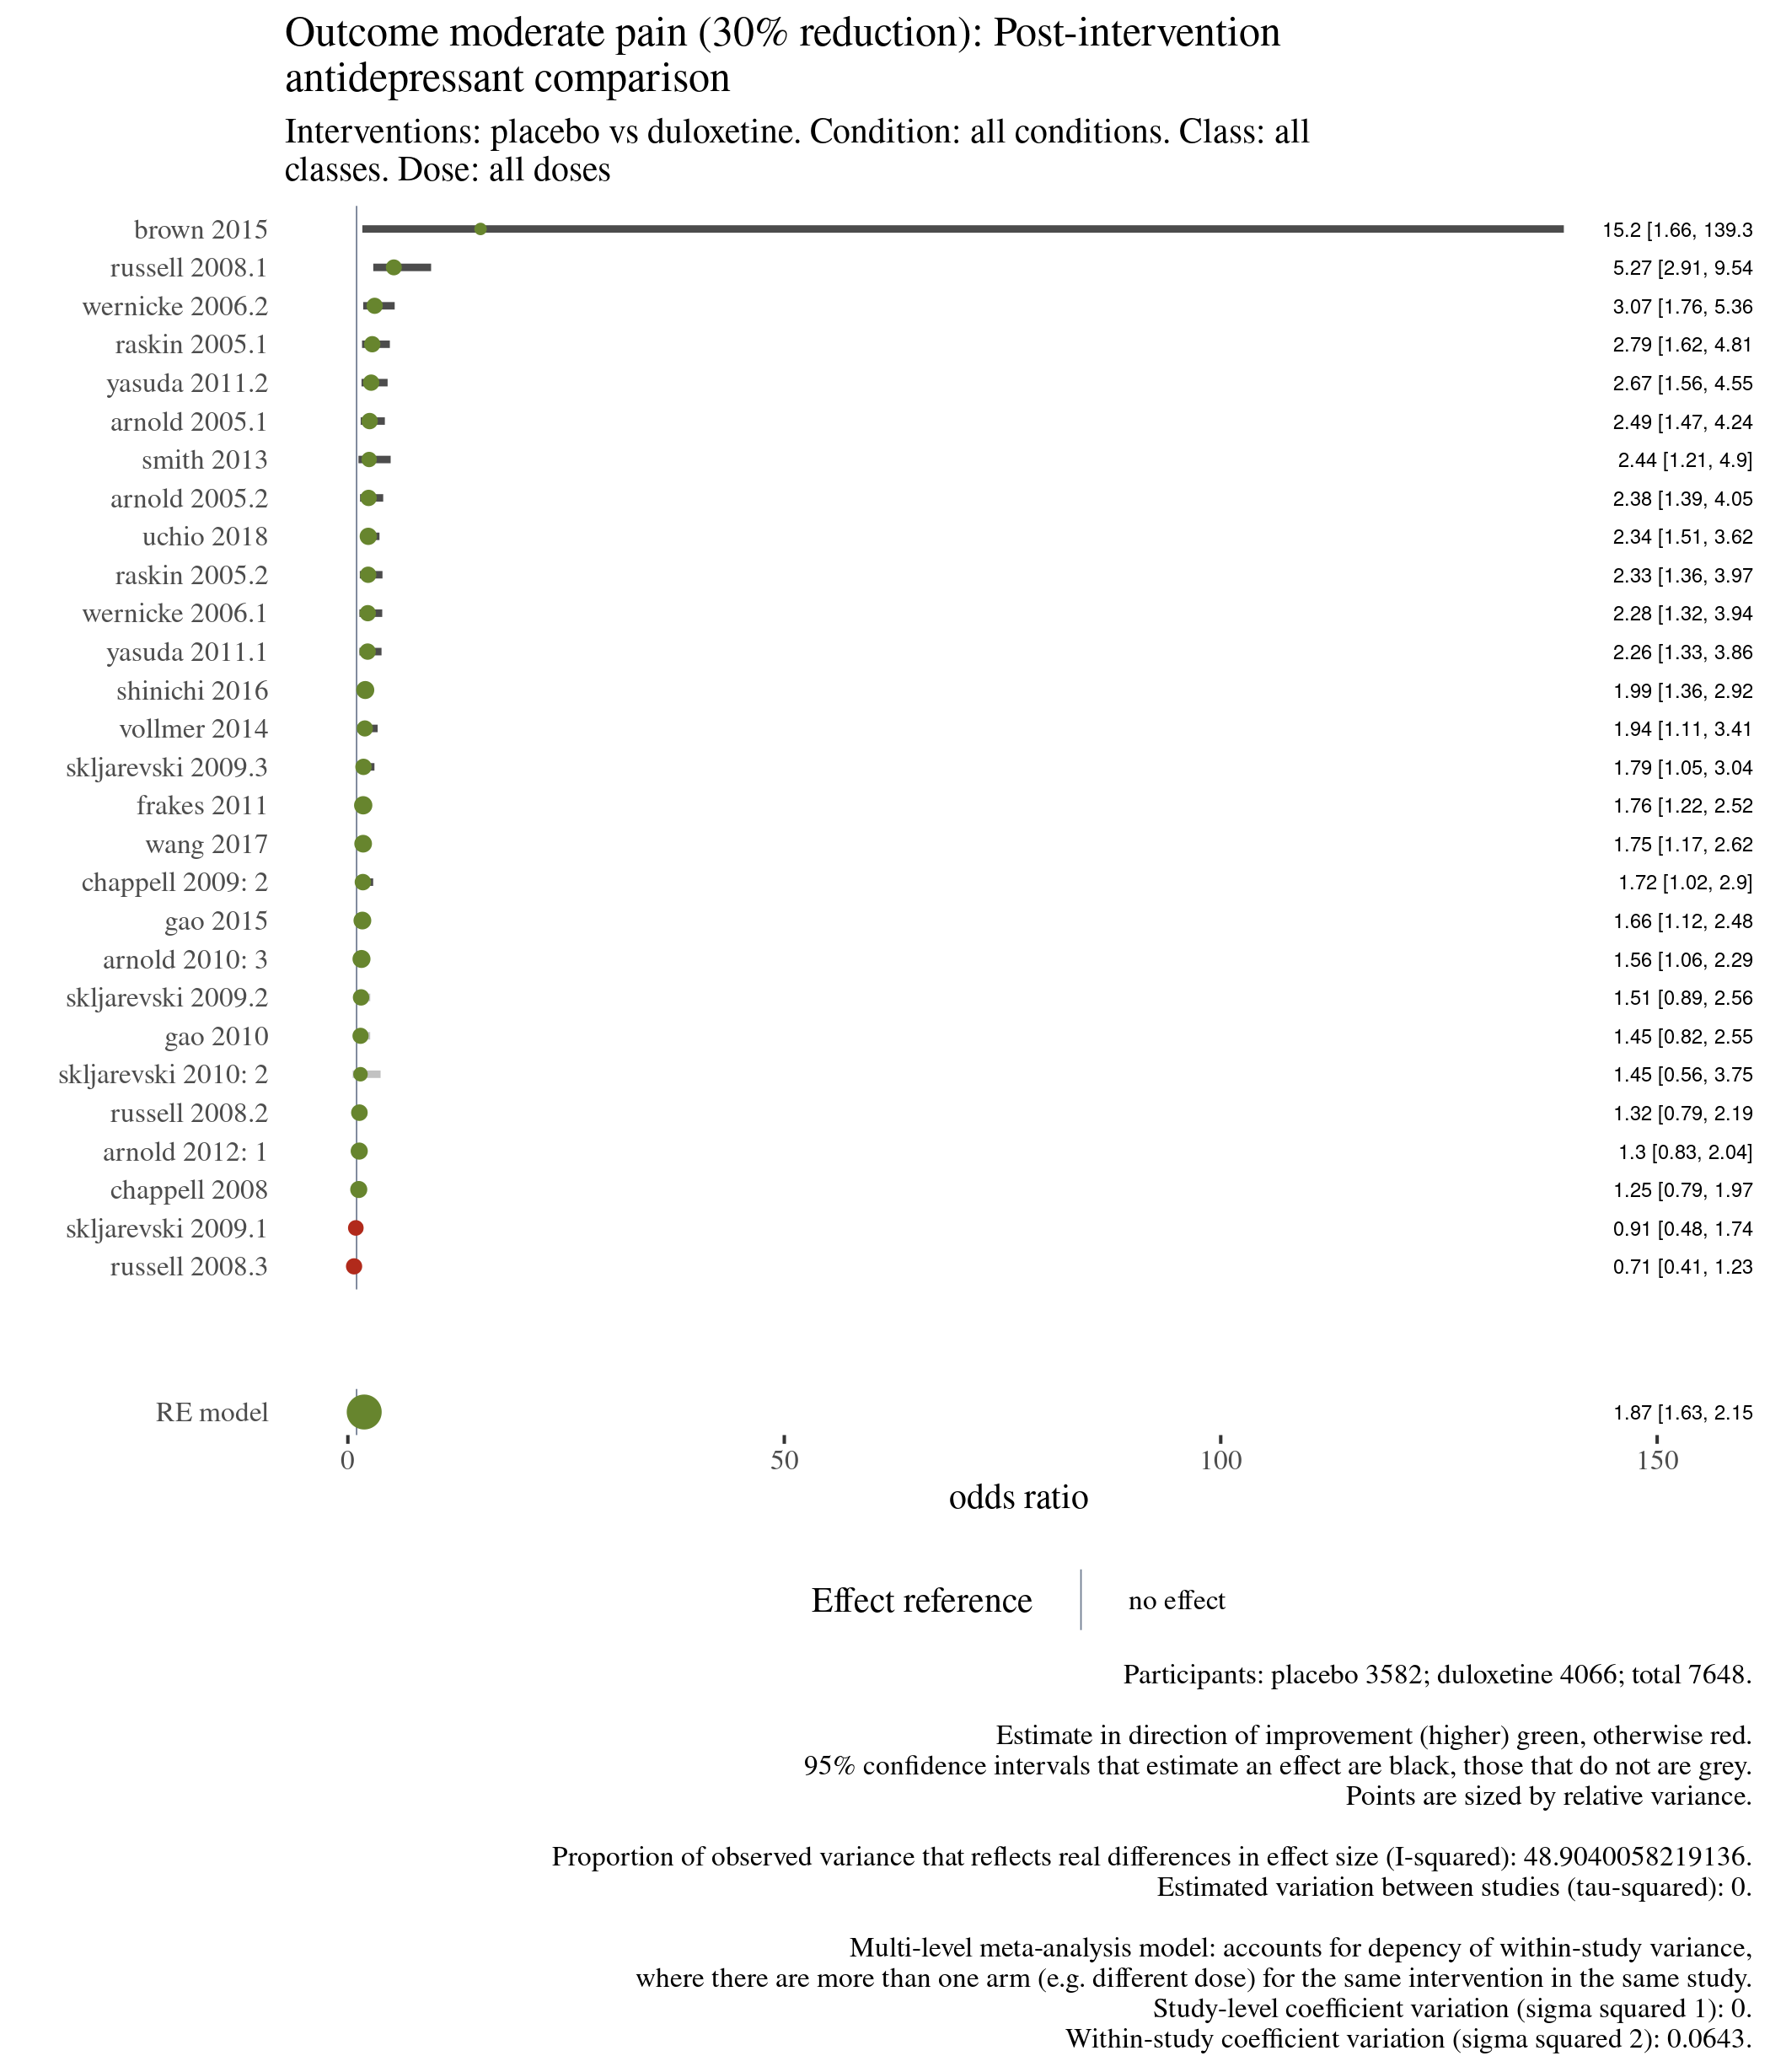 Outcome moderate pain (30% reduction): Post-intervention
antidepressant comparison
Interventions: placebo vs duloxetine. Condition: all conditions. Class: all
classes. Dose: all doses
brown 2015 15.2 [1.66, 139.3
russell 2008.1 5.27 [2.91, 9.54
wernicke 2006.2 3.07 [1.76, 5.36
raskin 2005.1 2.79 [1.62, 4.81
yasuda 2011.2 2.67 [1.56, 4.55
arnold 2005.1 2.49 [1.47, 4.24
smith 2013 2.44 [1.21, 4.9]
arnold 2005.2 2.38 [1.39, 4.05
uchio 2018 2.34 [1.51, 3.62
raskin 2005.2 2.33 [1.36, 3.97
wernicke 2006.1 2.28 [1.32, 3.94
yasuda 2011.1 2.26 [1.33, 3.86
shinichi 2016 1.99 [1.36, 2.92
vollmer 2014 1.94 [1.11, 3.41
skljarevski 2009.3 1.79 [1.05, 3.04
frakes 2011 1.76 [1.22, 2.52
wang 2017 1.75 [1.17, 2.62
chappell 2009: 2 1.72 [1.02, 2.9]
gao 2015 1.66 [1.12, 2.48
arnold 2010: 3 1.56 [1.06, 2.29
skljarevski 2009.2 1.51 [0.89, 2.56
gao 2010 1.45 [0.82, 2.55
skljarevski 2010: 2 1.45 [0.56, 3.75
russell 2008.2 1.32 [0.79, 2.19
arnold 2012: 1 1.3 [0.83, 2.04]
chappell 2008 1.25 [0.79, 1.97
skljarevski 2009.1 0.91 [0.48, 1.74
russell 2008.3 0.71 [0.41, 1.23
RE model 1.87 [1.63, 2.15
0 50 100 150
odds ratio
Effect reference no effect
Participants: placebo 3582; duloxetine 4066; total 7648.
Estimate in direction of improvement (higher) green, otherwise red.
95% confidence intervals that estimate an effect are black, those that do not are grey.
Points are sized by relative variance.
Proportion of observed variance that reflects real differences in effect size (I-squared): 48.9040058219136.
Estimated variation between studies (tau-squared): 0.
Multi-level meta-analysis model: accounts for depency of within-study variance,
where there are more than one arm (e.g. different dose) for the same intervention in the same study.
Study-level coefficient variation (sigma squared 1): 0.
Within-study coefficient variation (sigma squared 2): 0.0643.